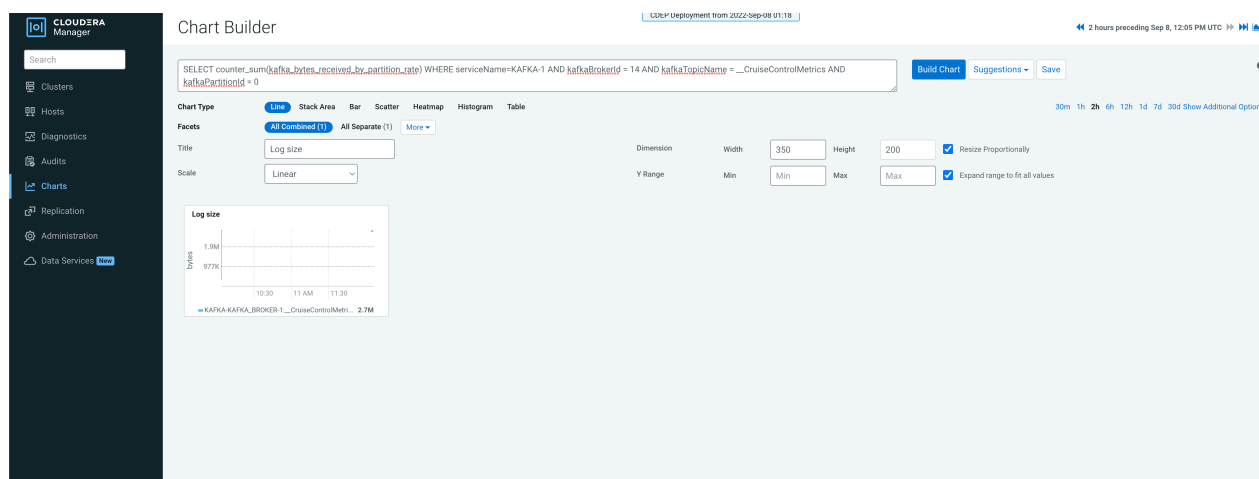 CLOUDERA
Manager
Search
Clusters
Hosts
Diagnostics
Audits
Charts
Replication
Administration
Data Services New
CDEP Deployment from 2022-Sep-08 01:18
Chart Builder
2 hours preceding Sep 8, 12:05 PM UTC
SELECT counter_sum(kafka_bytes_received_by_partition_rate) WHERE serviceName=KAFKA-1 AND kafkaBrokerId = 14 AND kafkaTopicName = __CruiseControlMetrics AND
kafkaPartitionId = 0
Build Chart Suggestions Save
Chart Type Line Stack Area Bar Scatter Heatmap Histogram Table
30m 1h 2h 6h 12h 1d 7d 30d Show Additional Option
Facets All Combined (1) All Separate (1) More
Title Log size Dimension Width 350 Height 200 Resize Proportionally
Scale Linear Y Range Min Min Max Max Expand range to fit all values
Log size
bytes
1.9M
977K
10:30 11 AM 11:30
KAFKA-KAFKA_BROKER-1:__CruiseControlMetri... 2.7M